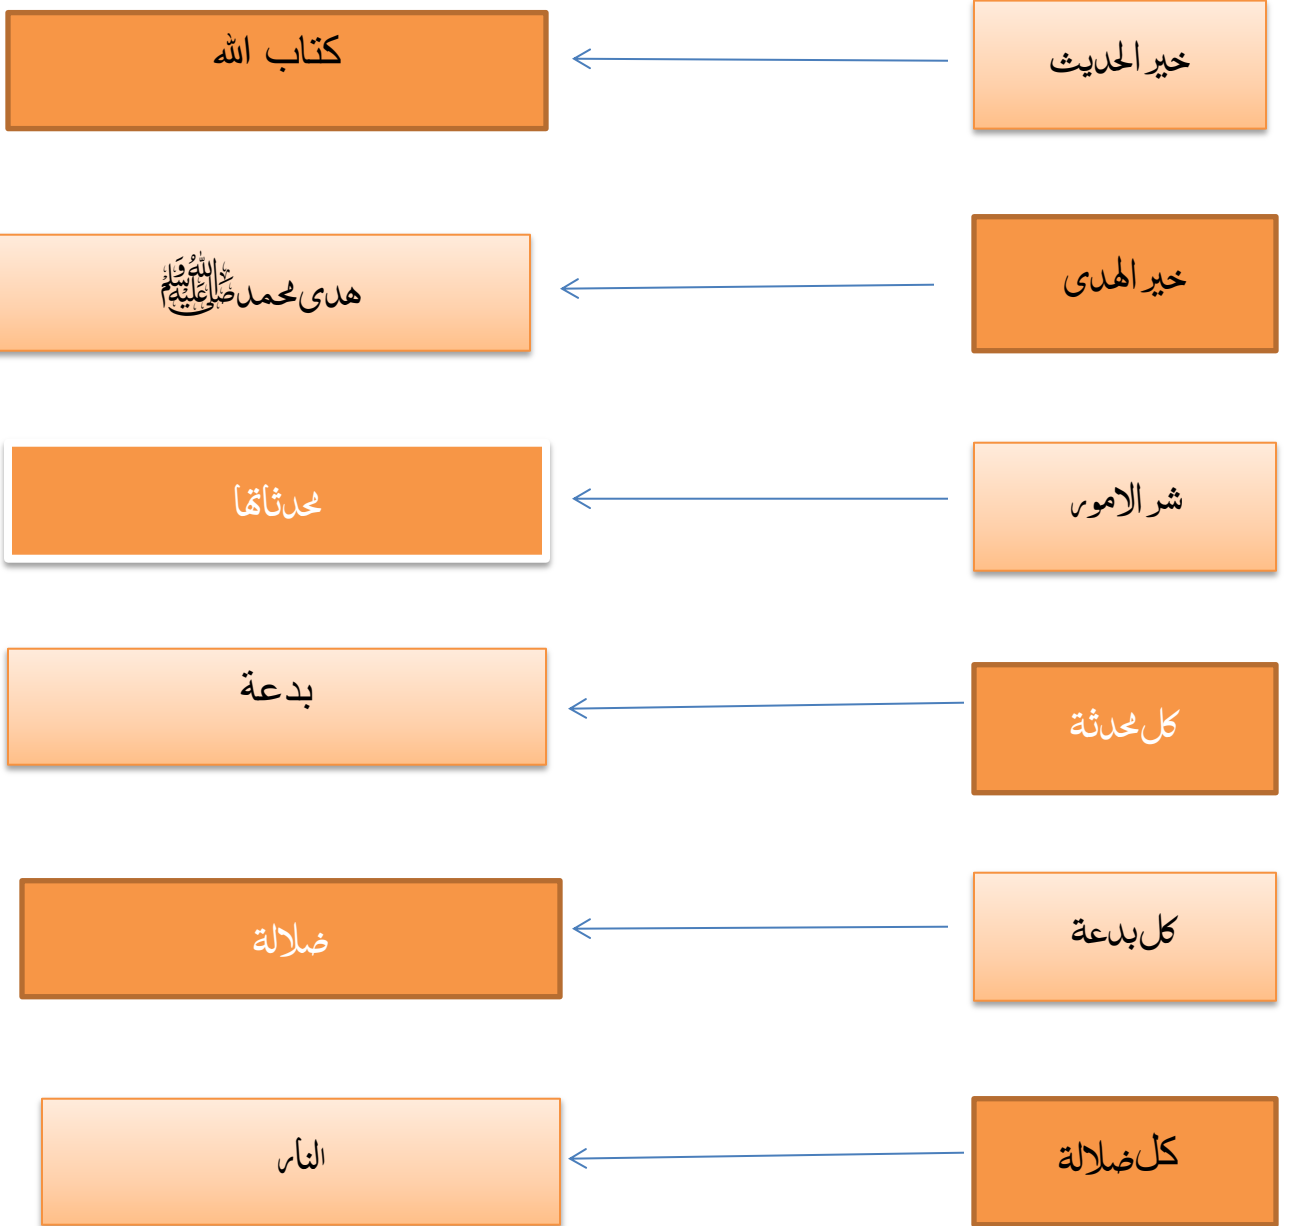 خير الحديث
كتاب الله
خير الهدى
هدى محمد ﷺ
شر الامور
محدثاتها
كل محدثة
بدعة
كل بدعة
ضلالة
كل ضلالة
النار